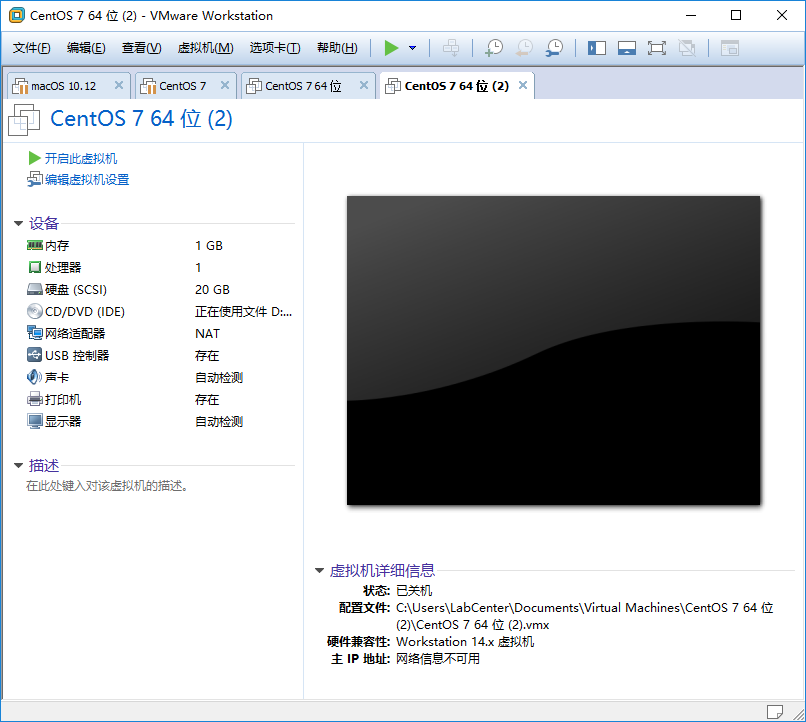 CentOS 7 64 位 (2) - VMware Workstation
文件(F) 编辑(E) 查看(V) 虚拟机(M) 选项卡(T) 帮助(H)
macOS 10.12 CentOS 7 CentOS 7 64 位 CentOS 7 64 位 (2)
CentOS 7 64 位 (2)
开启此虚拟机
编辑虚拟机设置
设备
内存 1 GB
处理器 1
硬盘 (SCSI) 20 GB
CD/DVD (IDE) 正在使用文件 D:...
网络适配器 NAT
USB 控制器 存在
声卡 自动检测
打印机 存在
显示器 自动检测
描述
在此处键入对该虚拟机的描述。
虚拟机详细信息
状态: 已关机
配置文件: C:\Users\LabCenter\Documents\Virtual Machines\CentOS 7 64 位
(2)\CentOS 7 64 位 (2).vmx
硬件兼容性: Workstation 14.x 虚拟机
主 IP 地址: 网络信息不可用